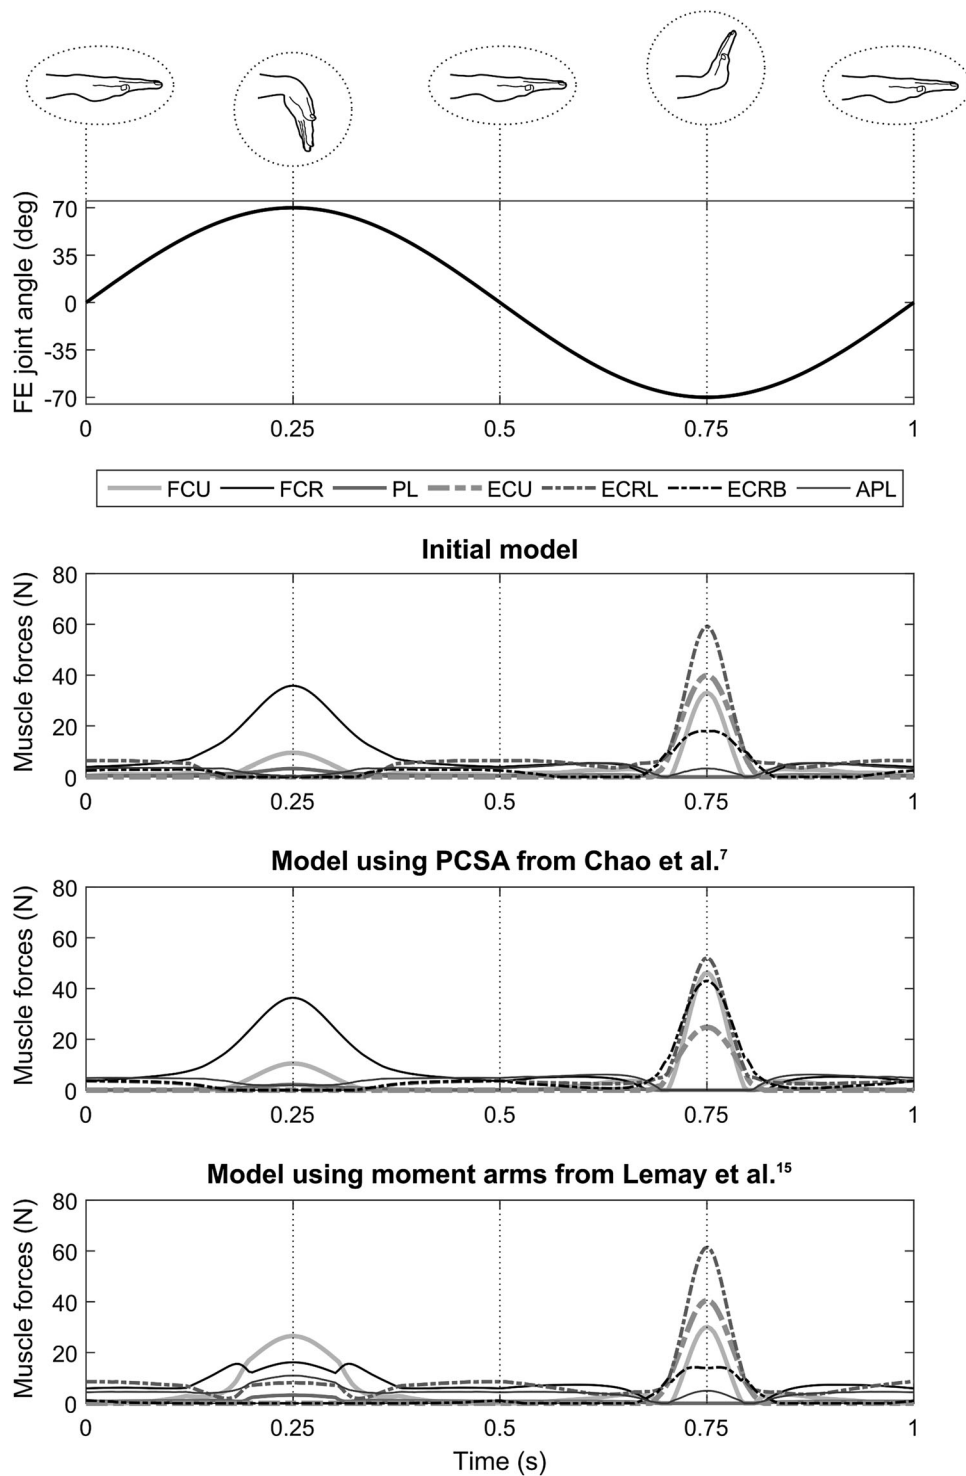 FE joint angle (deg)
70
35
0
-35
-70
0 0.25 0.5 0.75 1
FCU FCR PL ECU ECRL ECRB APL
Initial model
Muscle forces (N)
80
60
40
20
0
0 0.25 0.5 0.75 1
Model using PCSA from Chao et al.⁷
Muscle forces (N)
80
60
40
20
0
0 0.25 0.5 0.75 1
Model using moment arms from Lemay et al.¹⁵
Muscle forces (N)
80
60
40
20
0
0 0.25 0.5 0.75 1
Time (s)